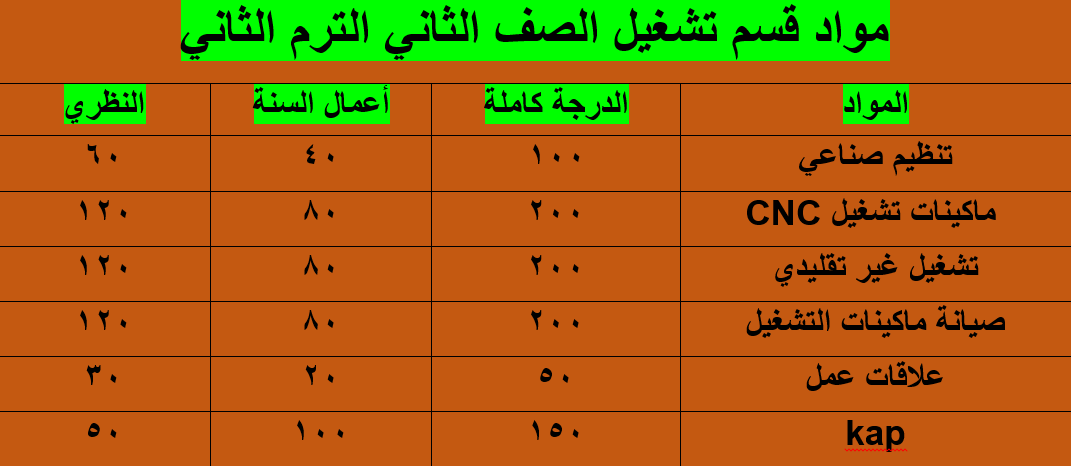 مواد قسم تشغيل الصف الثاني الترم الثاني
المواد الدرجة كاملة أعمال السنة النظري
تنظيم صناعي ١٠٠ ٤٠ ٦٠
ماكينات تشغيل CNC ٢٠٠ ٨٠ ١٢٠
تشغيل غير تقليدي ٢٠٠ ٨٠ ١٢٠
صيانة ماكينات التشغيل ٢٠٠ ٨٠ ١٢٠
علاقات عمل ٥٠ ٢٠ ٣٠
kap ١٥٠ ١٠٠ ٥٠